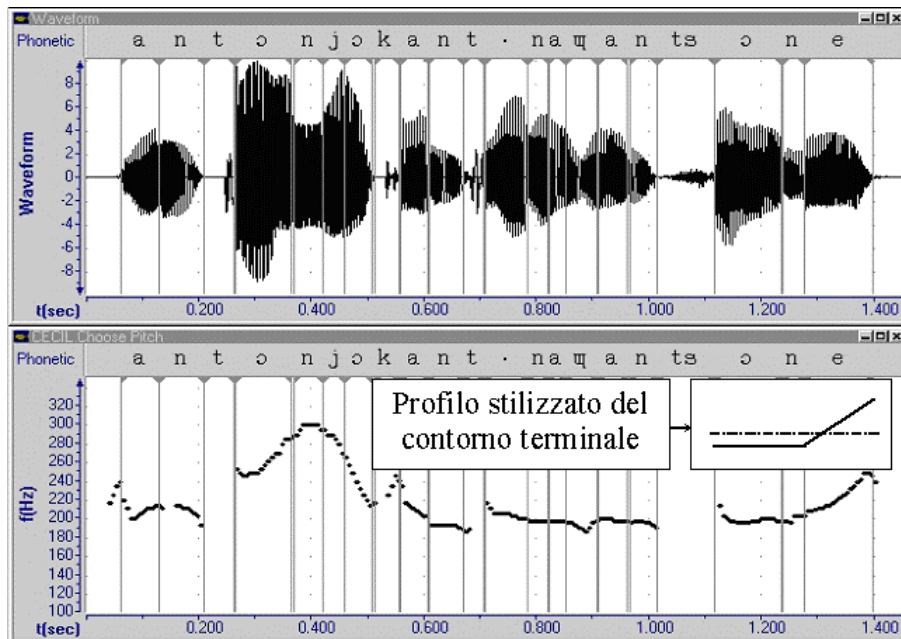 Waveform
Phonetic a n t ɔ n j o k a n t · n a ɰ a n ts ɔ n e
8
6
4
2
0
-2
-4
-6
-8
Waveform
t(sec) 0.200 0.400 0.600 0.800 1.000 1.200 1.400
CECIL Choose Pitch
Phonetic a n t ɔ n j o k a n t · n a ɰ a n ts ɔ n e
Profilo stilizzato del
contorno terminale
320
300
280
260
240
220
200
180
160
140
120
100
f(Hz)
t(sec) 0.200 0.400 0.600 0.800 1.000 1.200 1.400